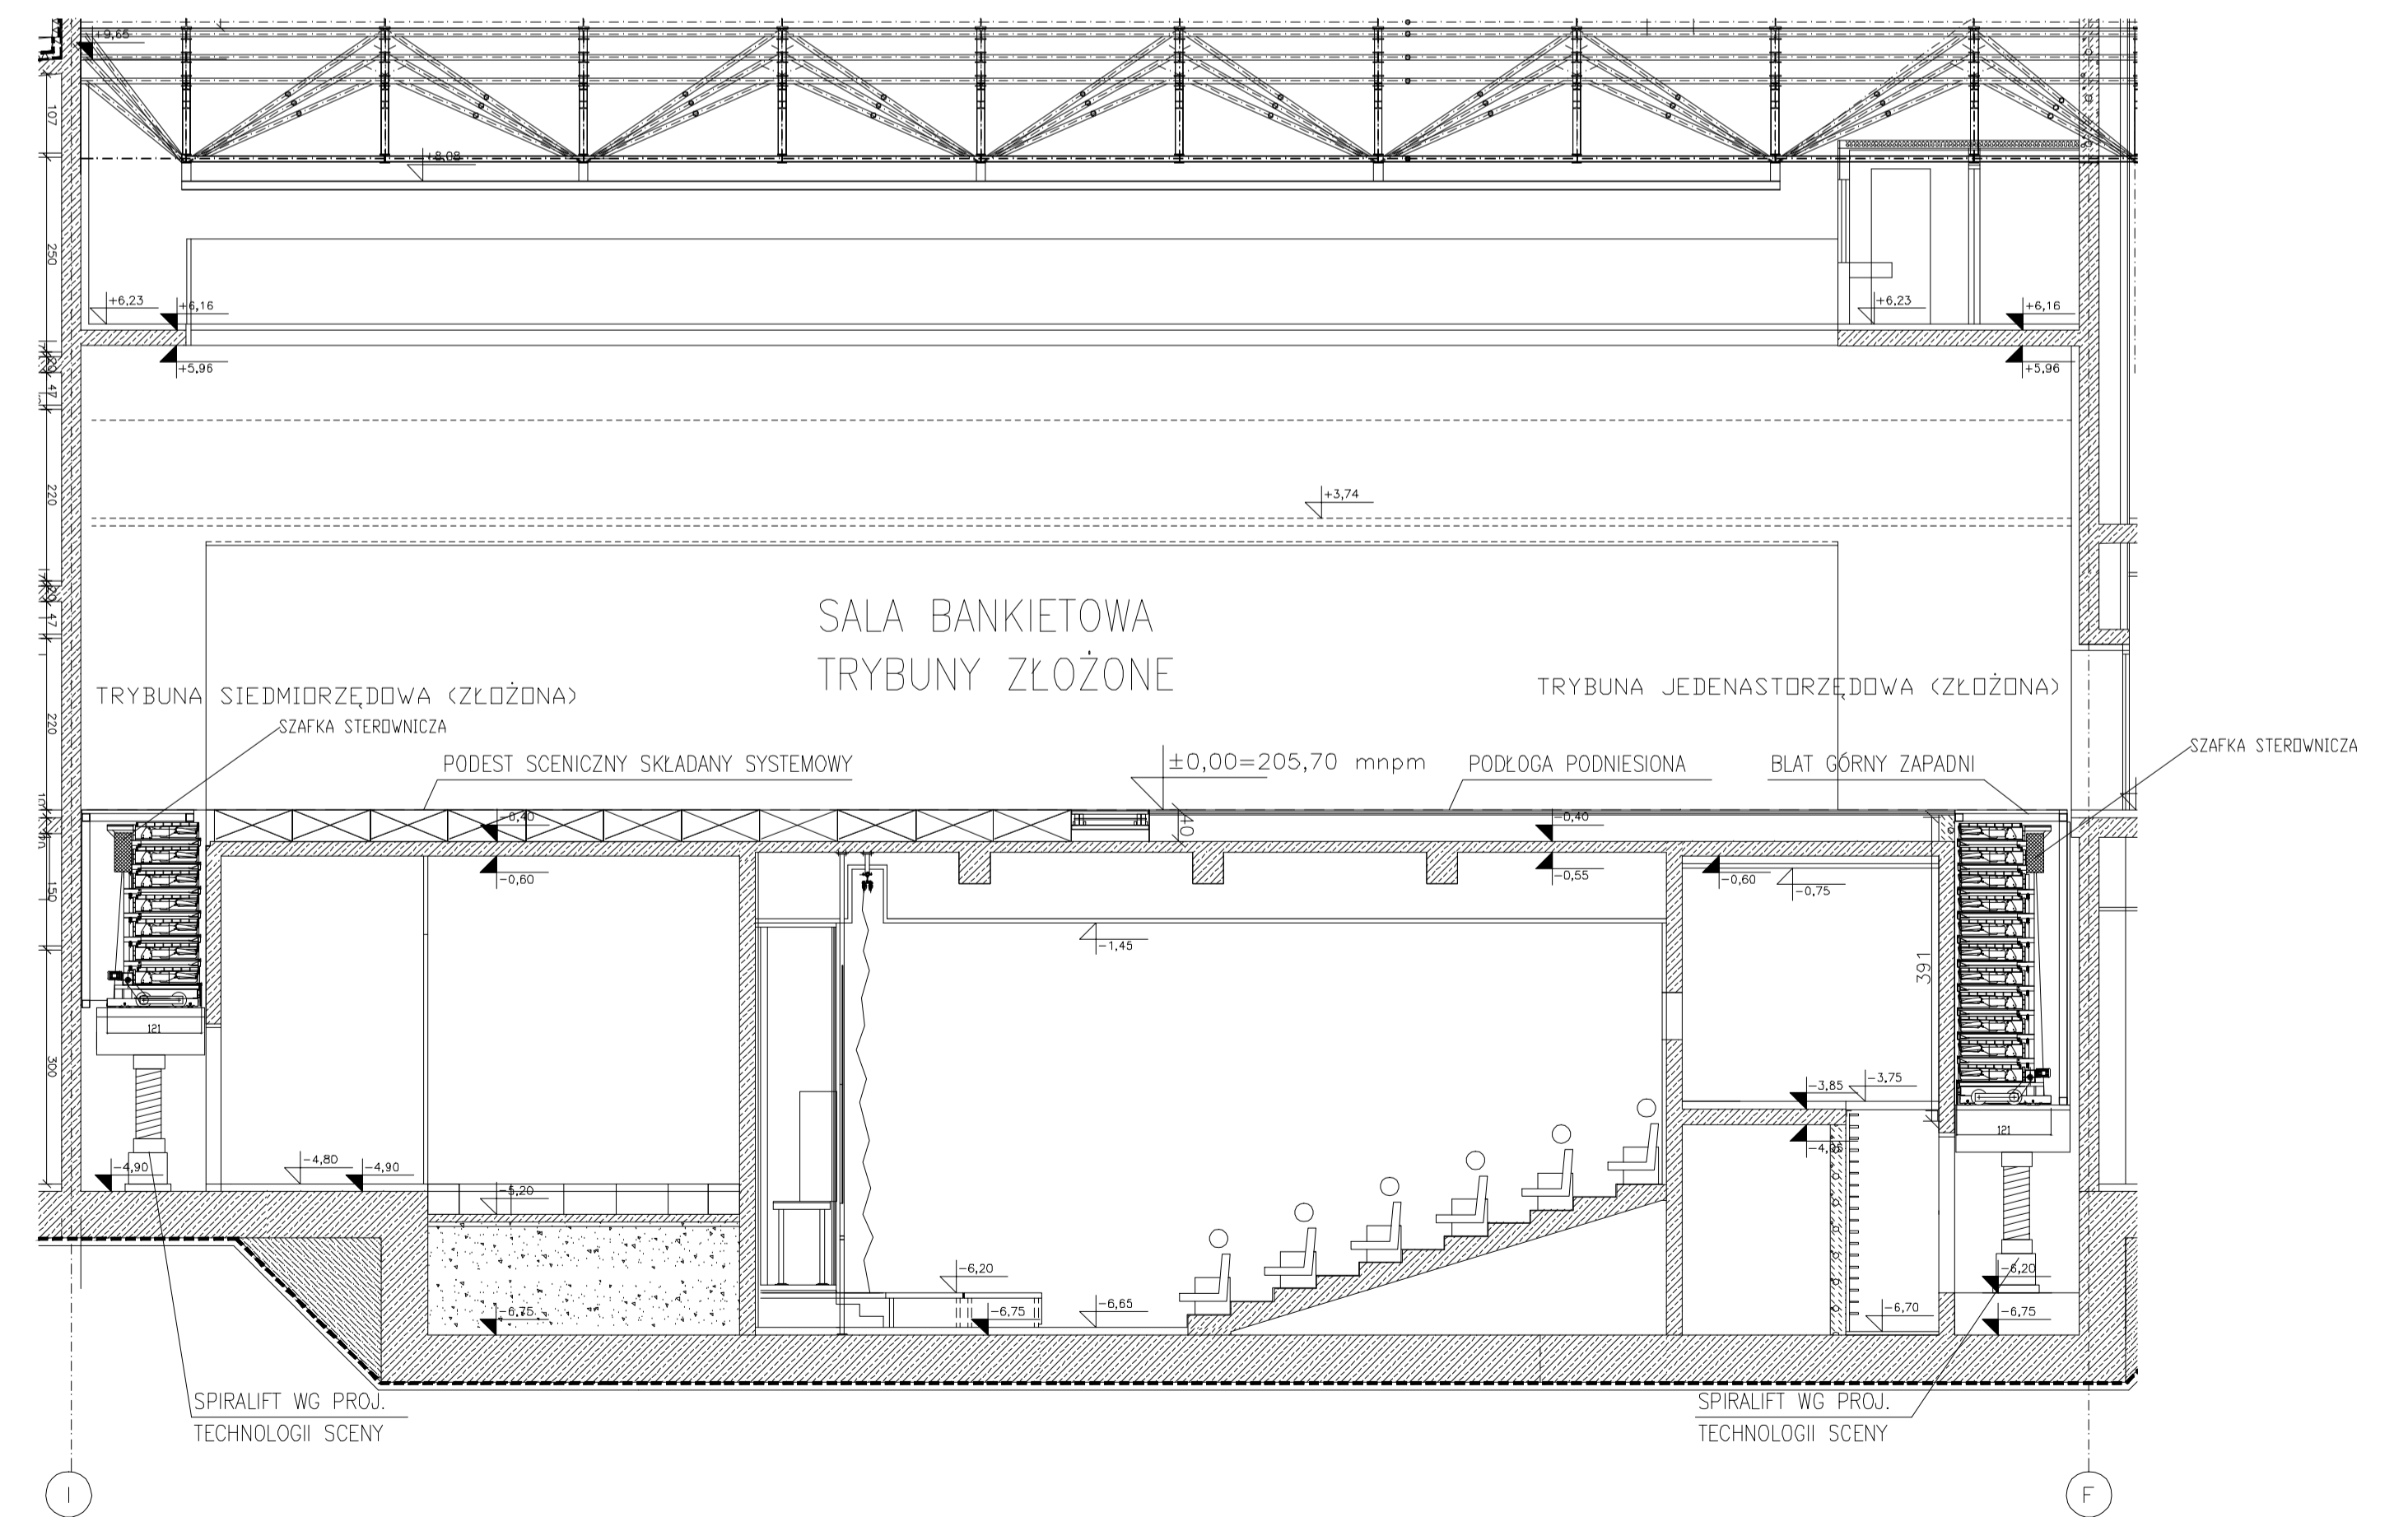 +9,65
107
+8,08
250
+6,23
+6,16
+6,23
+6,16
+5,96
+5,96
20
47
220
+3,74
20
47
SALA BANKIETOWA
TRYBUNY ZŁOŻONE
TRYBUNA SIEDMIORZĘDOWA (ZŁOŻONA)
SZAFKA STEROWNICZA
TRYBUNA JEDENASTORZĘDOWA (ZŁOŻONA)
SZAFKA STEROWNICZA
220
PODEST SCENICZNY SKŁADANY SYSTEMOWY
±0,00=205,70 mnpm
PODŁOGA PODNIESIONA
BLAT GÓRNY ZAPADNI
-0,40
40
-0,40
-0,60
-0,55
-0,60
-0,75
150
-1,45
391
121
300
-3,85
-3,75
121
-4,90
-4,80
-4,90
-5,20
-6,20
-6,20
-6,75
-6,75
-6,65
-6,70
-6,75
SPIRALIFT WG PROJ.
TECHNOLOGII SCENY
SPIRALIFT WG PROJ.
TECHNOLOGII SCENY
I
F